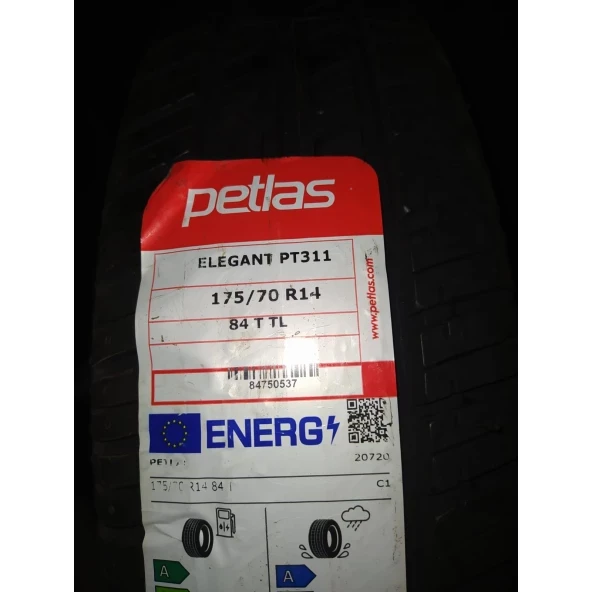 petlas
ELEGANT PT311
175/70 R14
84 T TL
www.petlas.com
84750537
ENERG
20720
175/70 R14 84 T
C1
A
A